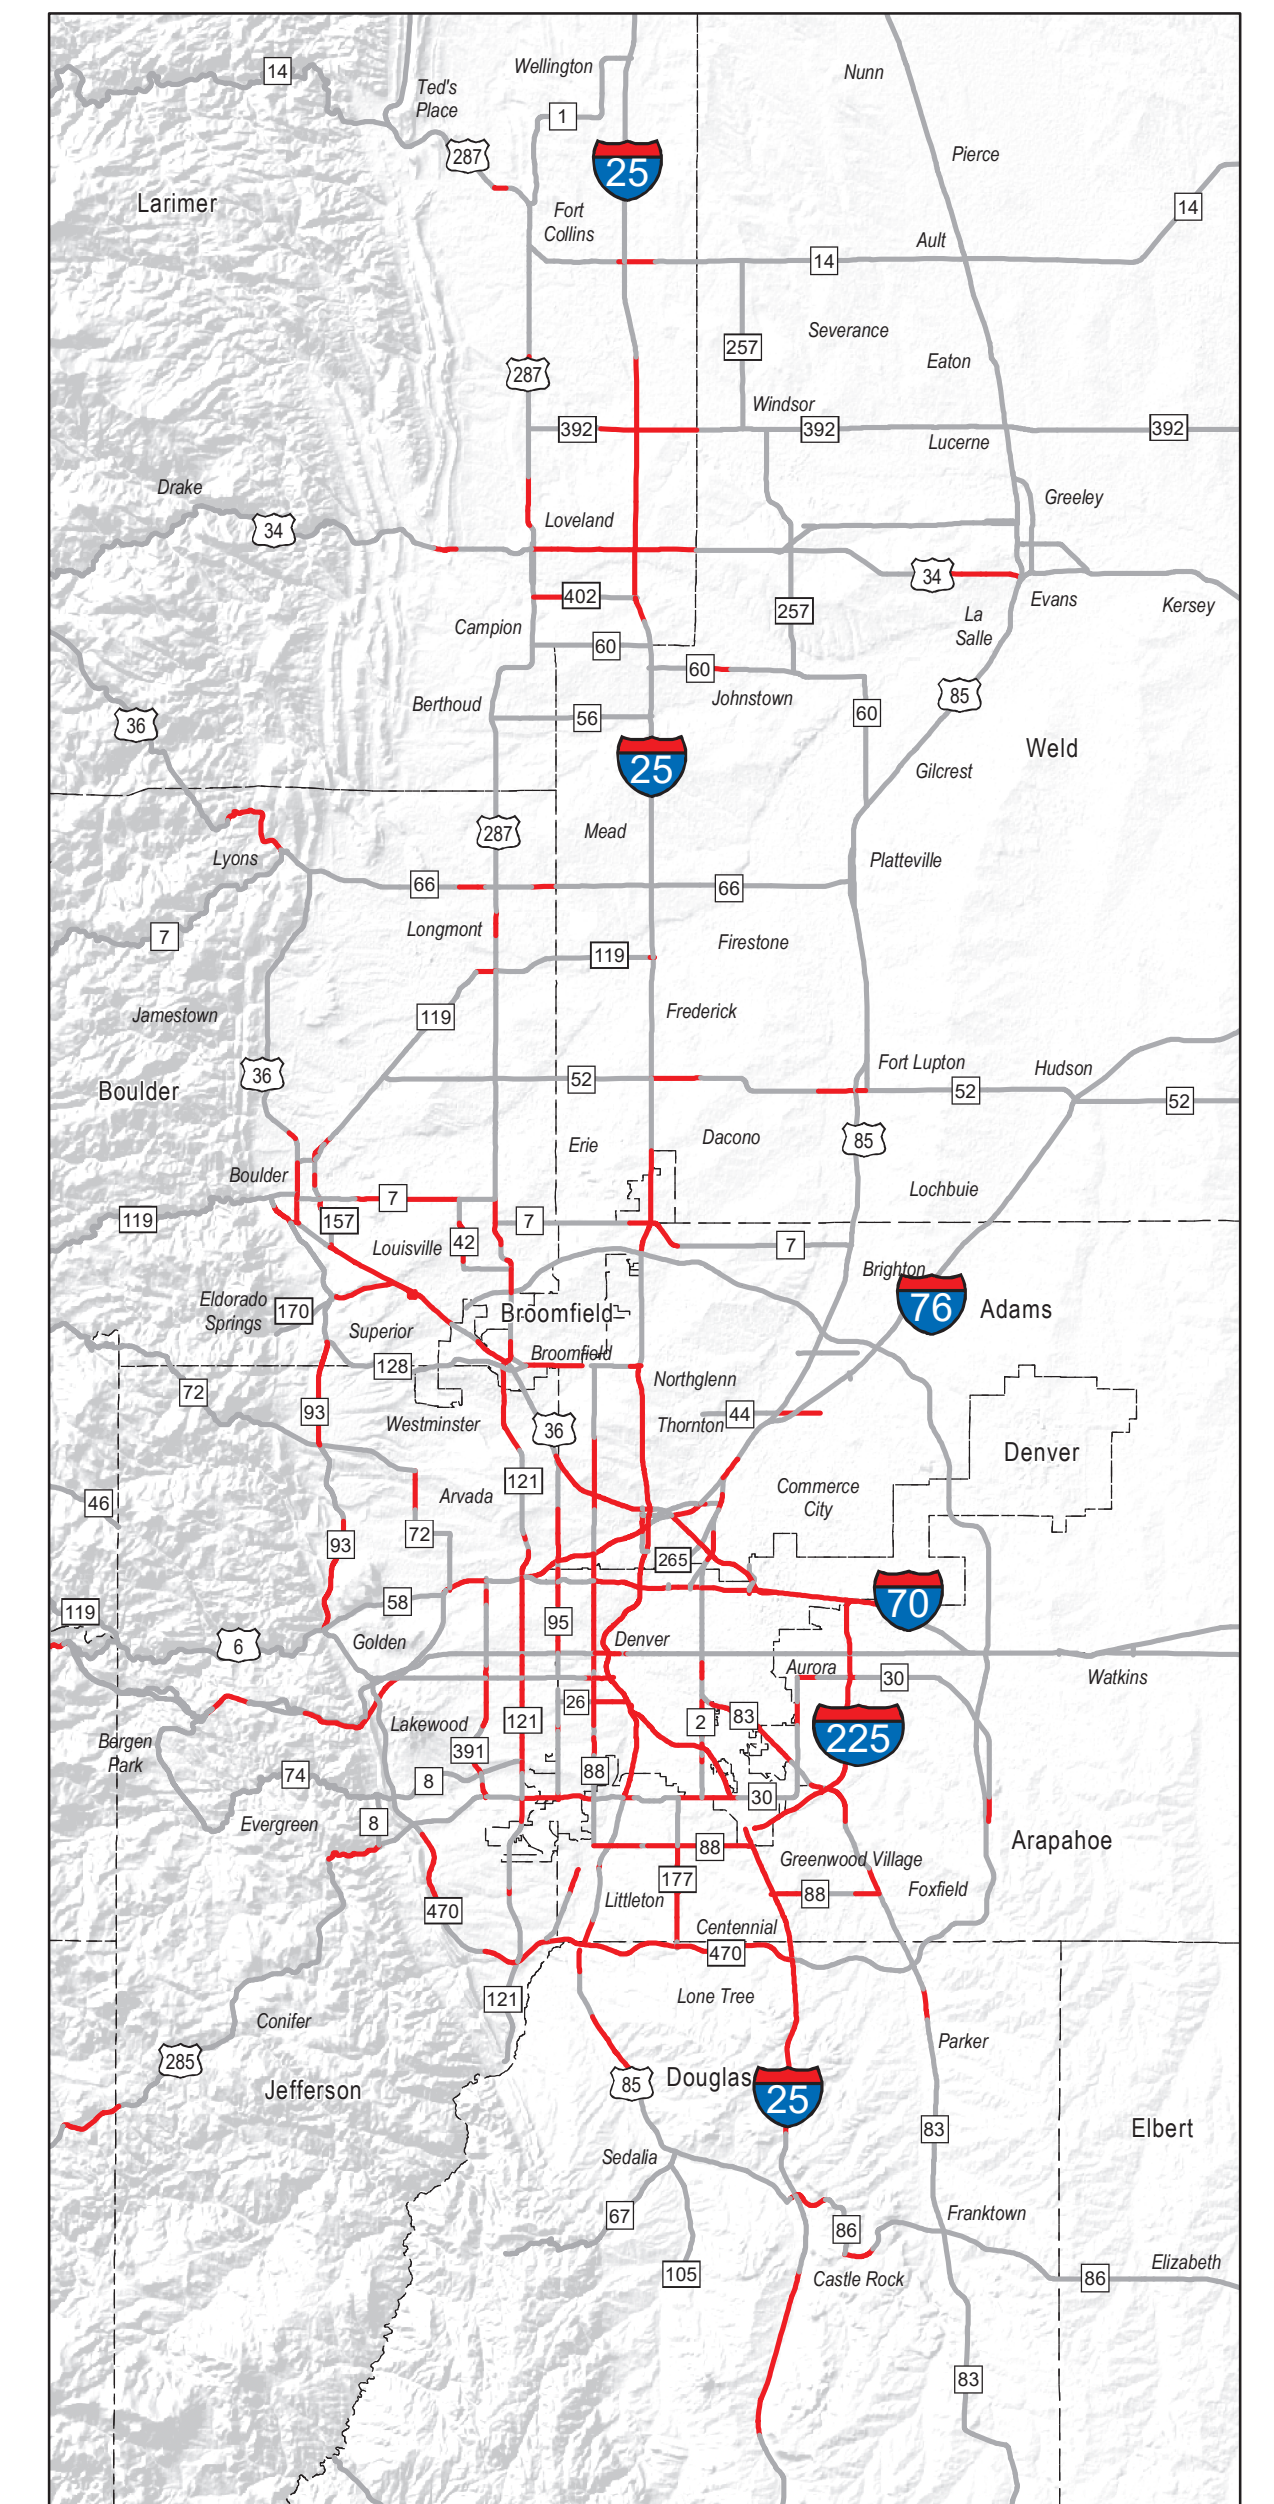 Wellington
Nunn
14
Ted's
Place
1
287
25
Pierce
Larimer
14
Fort
Collins
Ault
14
Severance
257
Eaton
287
Windsor
392
392
392
Lucerne
Drake
Greeley
34
Loveland
34
402
Evans
257
Kersey
La
Salle
Campion
60
60
85
Johnstown
Berthoud
60
56
36
Weld
25
Gilcrest
287
Mead
Lyons
Platteville
66
66
7
Longmont
Firestone
119
Jamestown
119
Frederick
36
Fort Lupton
Hudson
Boulder
52
52
52
Erie
Dacono
85
Boulder
Lochbuie
7
119
157
7
42
Louisville
7
Brighton
Eldorado
Springs
170
Broomfield
76
Adams
Superior
Broomfield
128
72
Northglenn
93
Westminster
44
Thornton
36
Denver
121
Commerce
City
46
Arvada
72
93
265
70
58
119
95
6
Golden
Denver
Aurora
30
Watkins
26
2
83
Lakewood
121
225
Bergen
Park
391
88
74
8
30
8
Evergreen
Arapahoe
88
Greenwood Village
177
88
Foxfield
Littleton
470
Centennial
470
121
Lone Tree
Conifer
Parker
285
Douglas
85
25
Jefferson
83
Elbert
Sedalia
67
86
Franktown
105
Castle Rock
86
Elizabeth
83